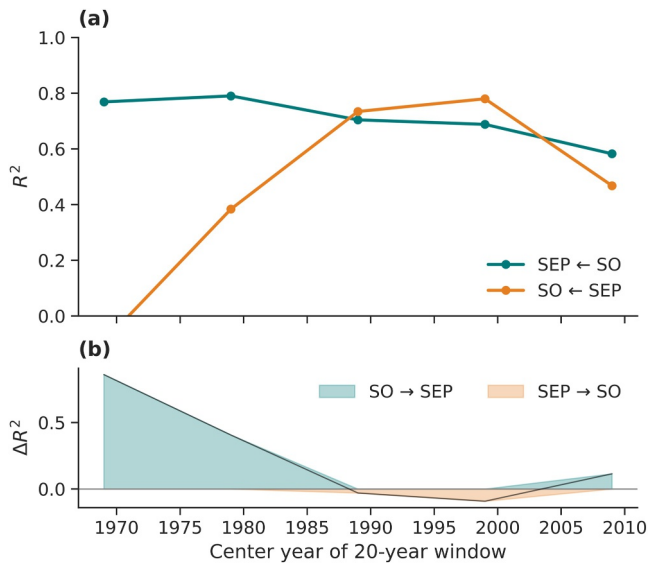 (a)
1.0
0.8
0.6
0.4
0.2
0.0
R²
SEP ← SO
SO ← SEP
(b)
0.5
0.0
ΔR²
SO → SEP
SEP → SO
1970 1975 1980 1985 1990 1995 2000 2005 2010
Center year of 20-year window